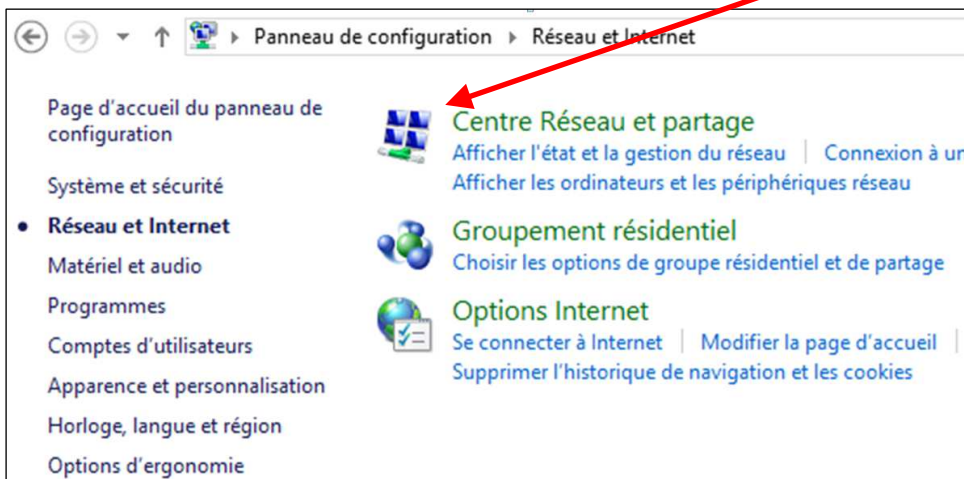 Panneau de configuration ▸ Réseau et Internet
Page d'accueil du panneau de
configuration
Système et sécurité
Réseau et Internet
Matériel et audio
Programmes
Comptes d'utilisateurs
Apparence et personnalisation
Horloge, langue et région
Options d'ergonomie
Centre Réseau et partage
Afficher l'état et la gestion du réseau | Connexion à un
Afficher les ordinateurs et les périphériques réseau
Groupement résidentiel
Choisir les options de groupe résidentiel et de partage
Options Internet
Se connecter à Internet | Modifier la page d'accueil |
Supprimer l'historique de navigation et les cookies